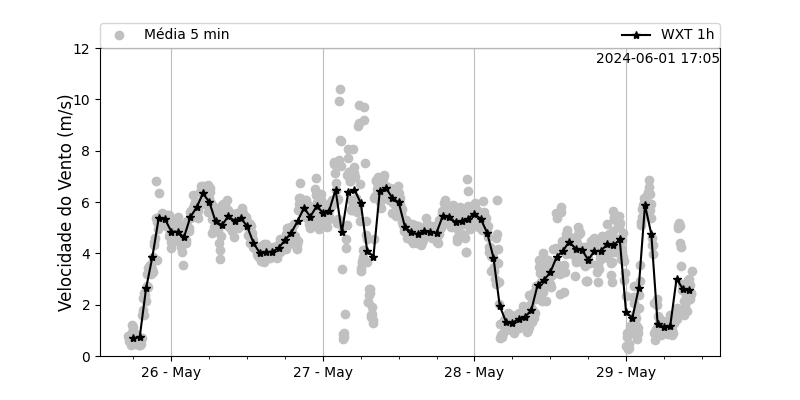 Média 5 min
WXT 1h
2024-06-01 17:05
Velocidade do Vento (m/s)
12
10
8
6
4
2
0
26 - May
27 - May
28 - May
29 - May